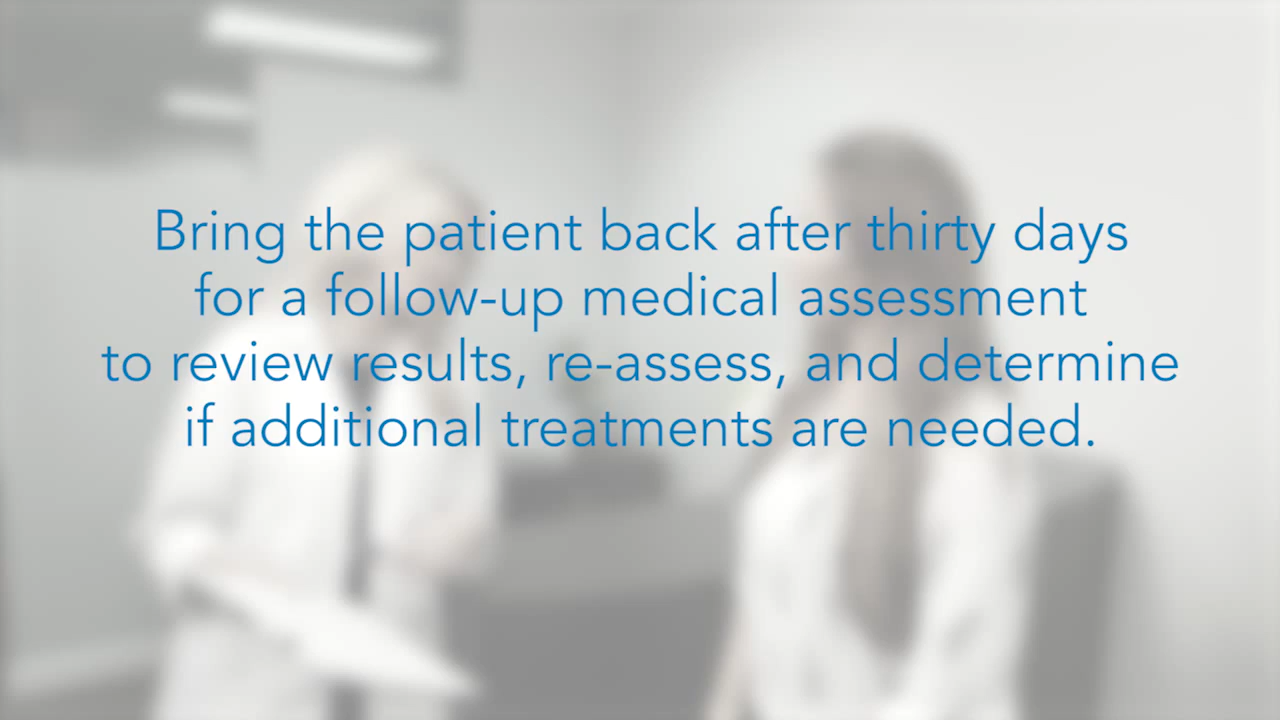 Bring the patient back after thirty days
for a follow-up medical assessment
to review results, re-assess, and determine
if additional treatments are needed.